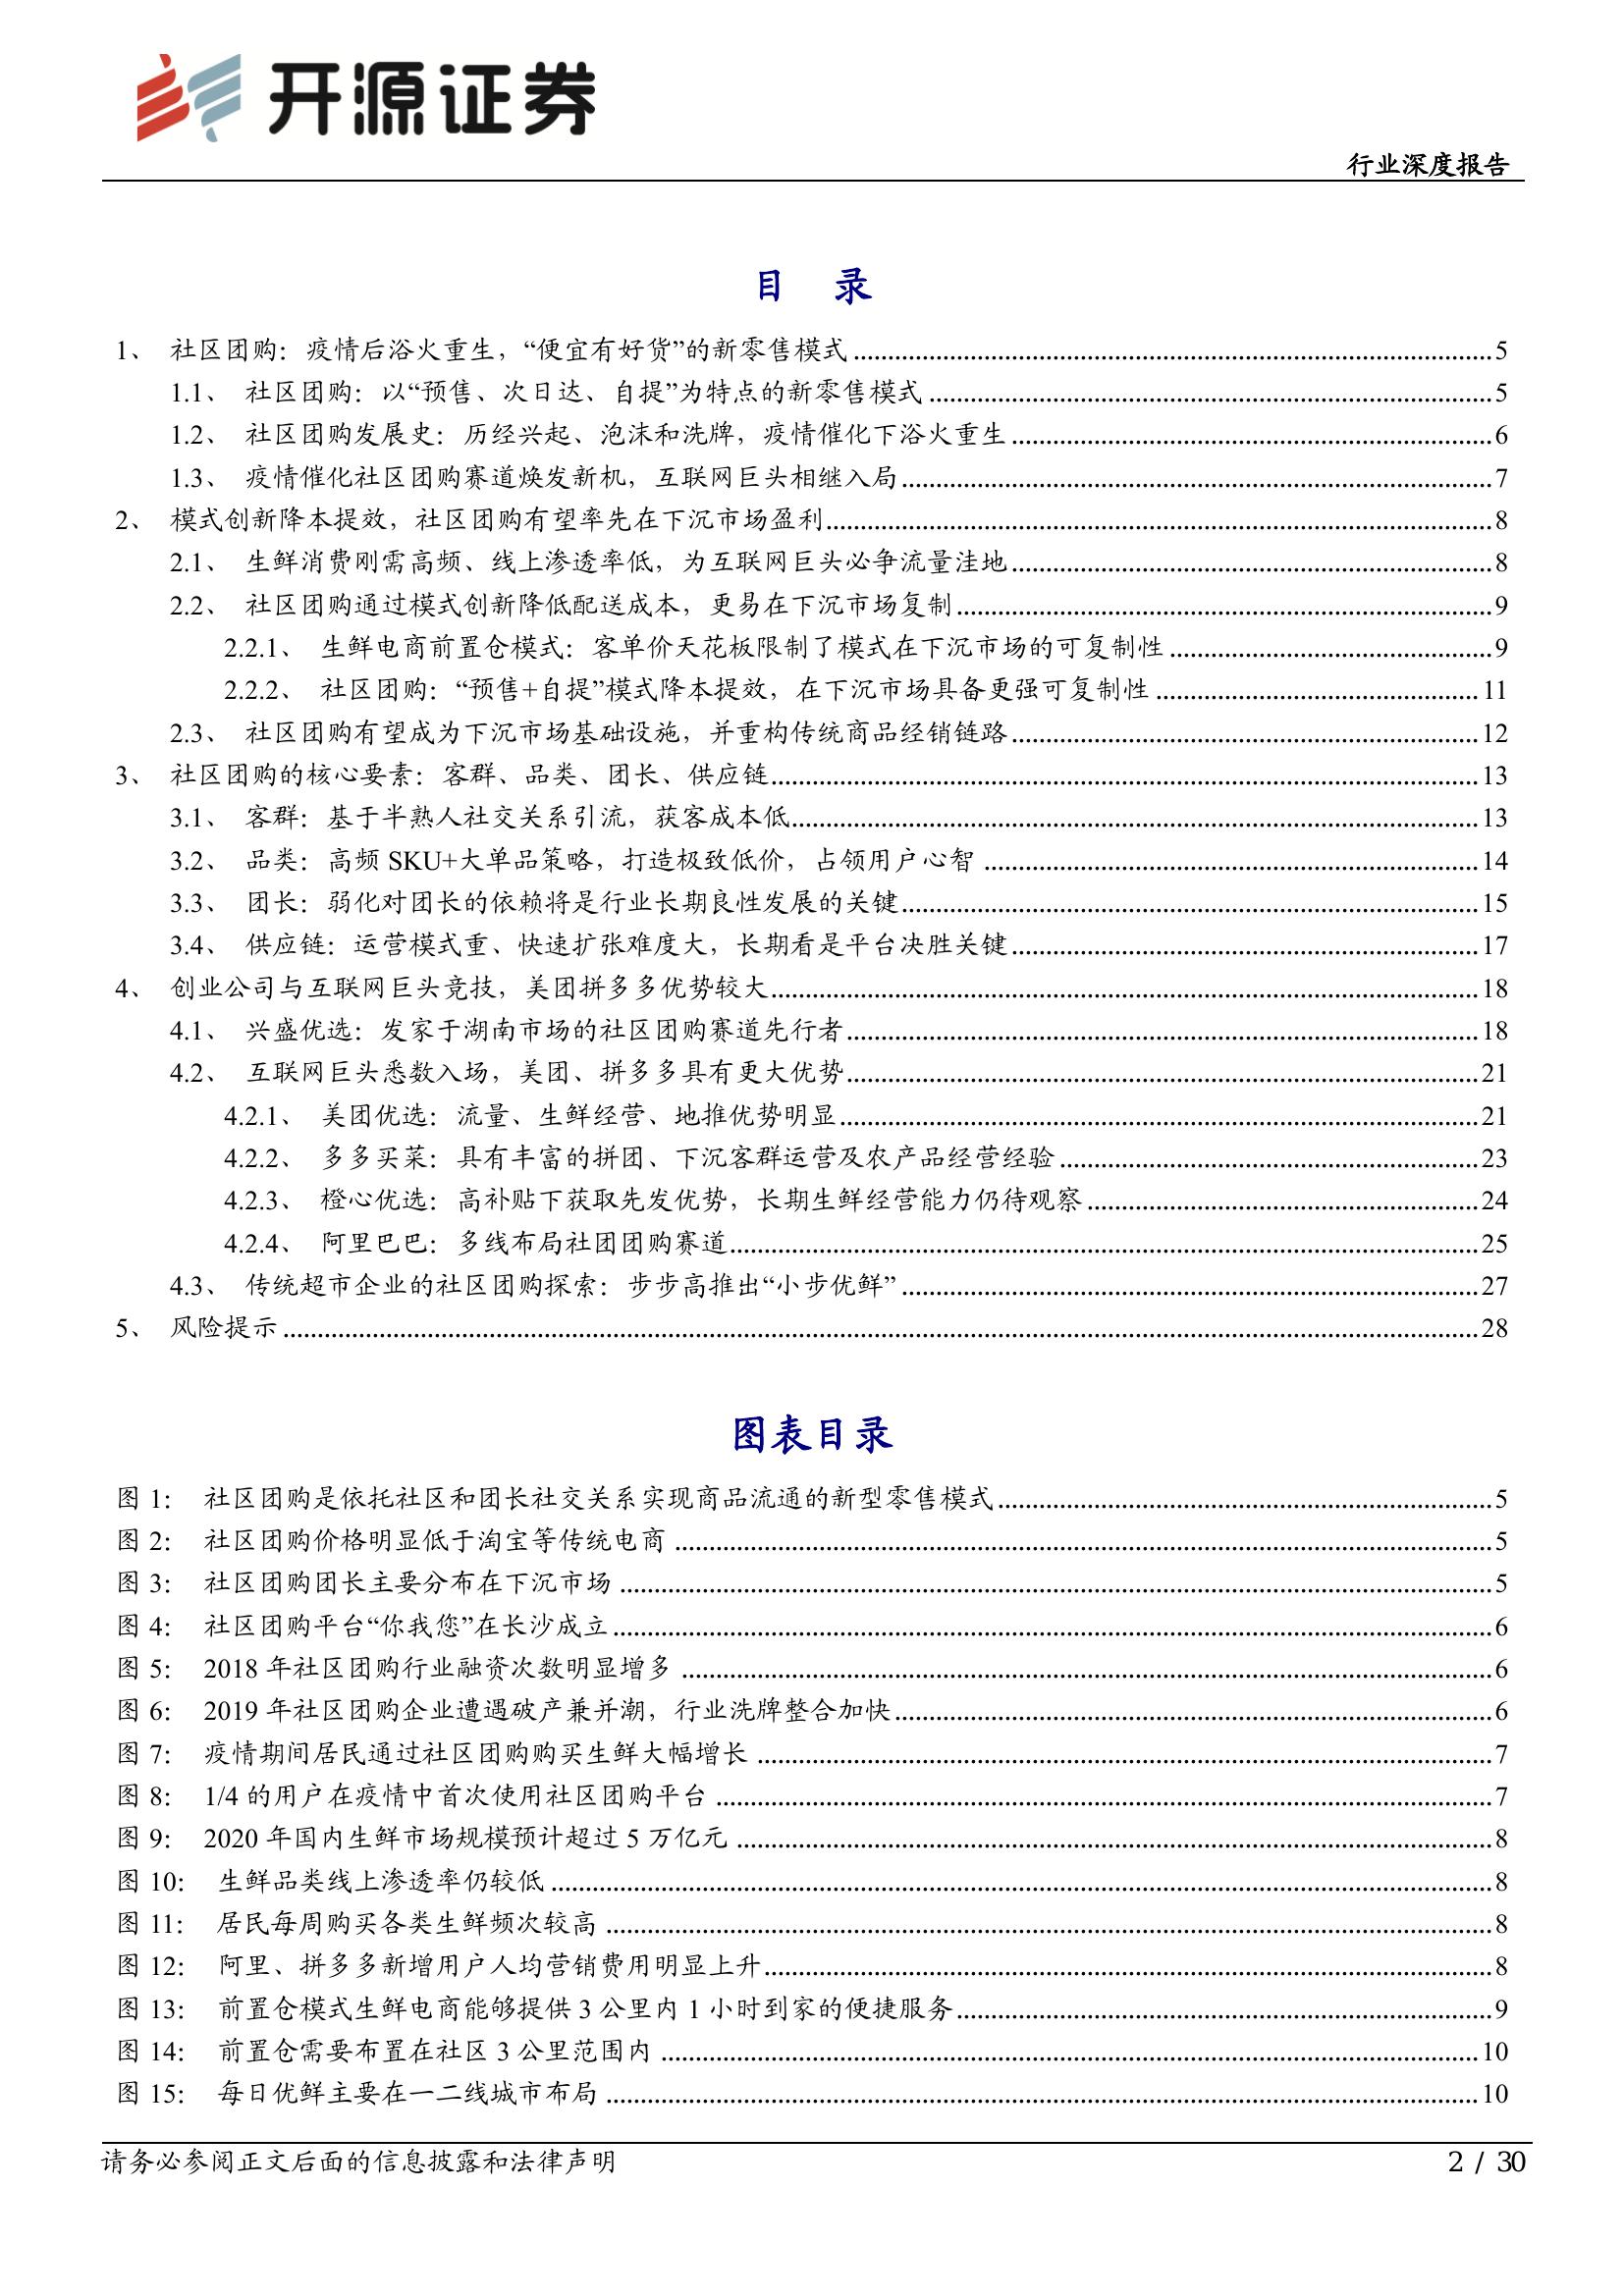 开源证券
行业深度报告
目 录
1、 社区团购：疫情后浴火重生，“便宜有好货”的新零售模式 5
1.1、 社区团购：以“预售、次日达、自提”为特点的新零售模式 5
1.2、 社区团购发展史：历经兴起、泡沫和洗牌，疫情催化下浴火重生 6
1.3、 疫情催化社区团购赛道焕发新机，互联网巨头相继入局 7
2、 模式创新降本提效，社区团购有望率先在下沉市场盈利 8
2.1、 生鲜消费刚需高频、线上渗透率低，为互联网巨头必争流量洼地 8
2.2、 社区团购通过模式创新降低配送成本，更易在下沉市场复制 9
2.2.1、 生鲜电商前置仓模式：客单价天花板限制了模式在下沉市场的可复制性 9
2.2.2、 社区团购：“预售+自提”模式降本提效，在下沉市场具备更强可复制性 11
2.3、 社区团购有望成为下沉市场基础设施，并重构传统商品经销链路 12
3、 社区团购的核心要素：客群、品类、团长、供应链 13
3.1、 客群：基于半熟人社交关系引流，获客成本低 13
3.2、 品类：高频 SKU+大单品策略，打造极致低价，占领用户心智 14
3.3、 团长：弱化对团长的依赖将是行业长期良性发展的关键 15
3.4、 供应链：运营模式重、快速扩张难度大，长期看是平台决胜关键 17
4、 创业公司与互联网巨头竞技，美团拼多多优势较大 18
4.1、 兴盛优选：发家于湖南市场的社区团购赛道先行者 18
4.2、 互联网巨头悉数入场，美团、拼多多具有更大优势 21
4.2.1、 美团优选：流量、生鲜经营、地推优势明显 21
4.2.2、 多多买菜：具有丰富的拼团、下沉客群运营及农产品经营经验 23
4.2.3、 橙心优选：高补贴下获取先发优势，长期生鲜经营能力仍待观察 24
4.2.4、 阿里巴巴：多线布局社团团购赛道 25
4.3、 传统超市企业的社区团购探索：步步高推出“小步优鲜” 27
5、 风险提示 28
图表目录
图 1： 社区团购是依托社区和团长社交关系实现商品流通的新型零售模式 5
图 2： 社区团购价格明显低于淘宝等传统电商 5
图 3： 社区团购团长主要分布在下沉市场 5
图 4： 社区团购平台“你我您”在长沙成立 6
图 5： 2018 年社区团购行业融资次数明显增多 6
图 6： 2019 年社区团购企业遭遇破产兼并潮，行业洗牌整合加快 6
图 7： 疫情期间居民通过社区团购购买生鲜大幅增长 7
图 8： 1/4 的用户在疫情中首次使用社区团购平台 7
图 9： 2020 年国内生鲜市场规模预计超过 5 万亿元 8
图 10： 生鲜品类线上渗透率仍较低 8
图 11： 居民每周购买各类生鲜频次较高 8
图 12： 阿里、拼多多新增用户人均营销费用明显上升 8
图 13： 前置仓模式生鲜电商能够提供 3 公里内 1 小时到家的便捷服务 9
图 14： 前置仓需要布置在社区 3 公里范围内 10
图 15： 每日优鲜主要在一二线城市布局 10
请务必参阅正文后面的信息披露和法律声明
2 / 30